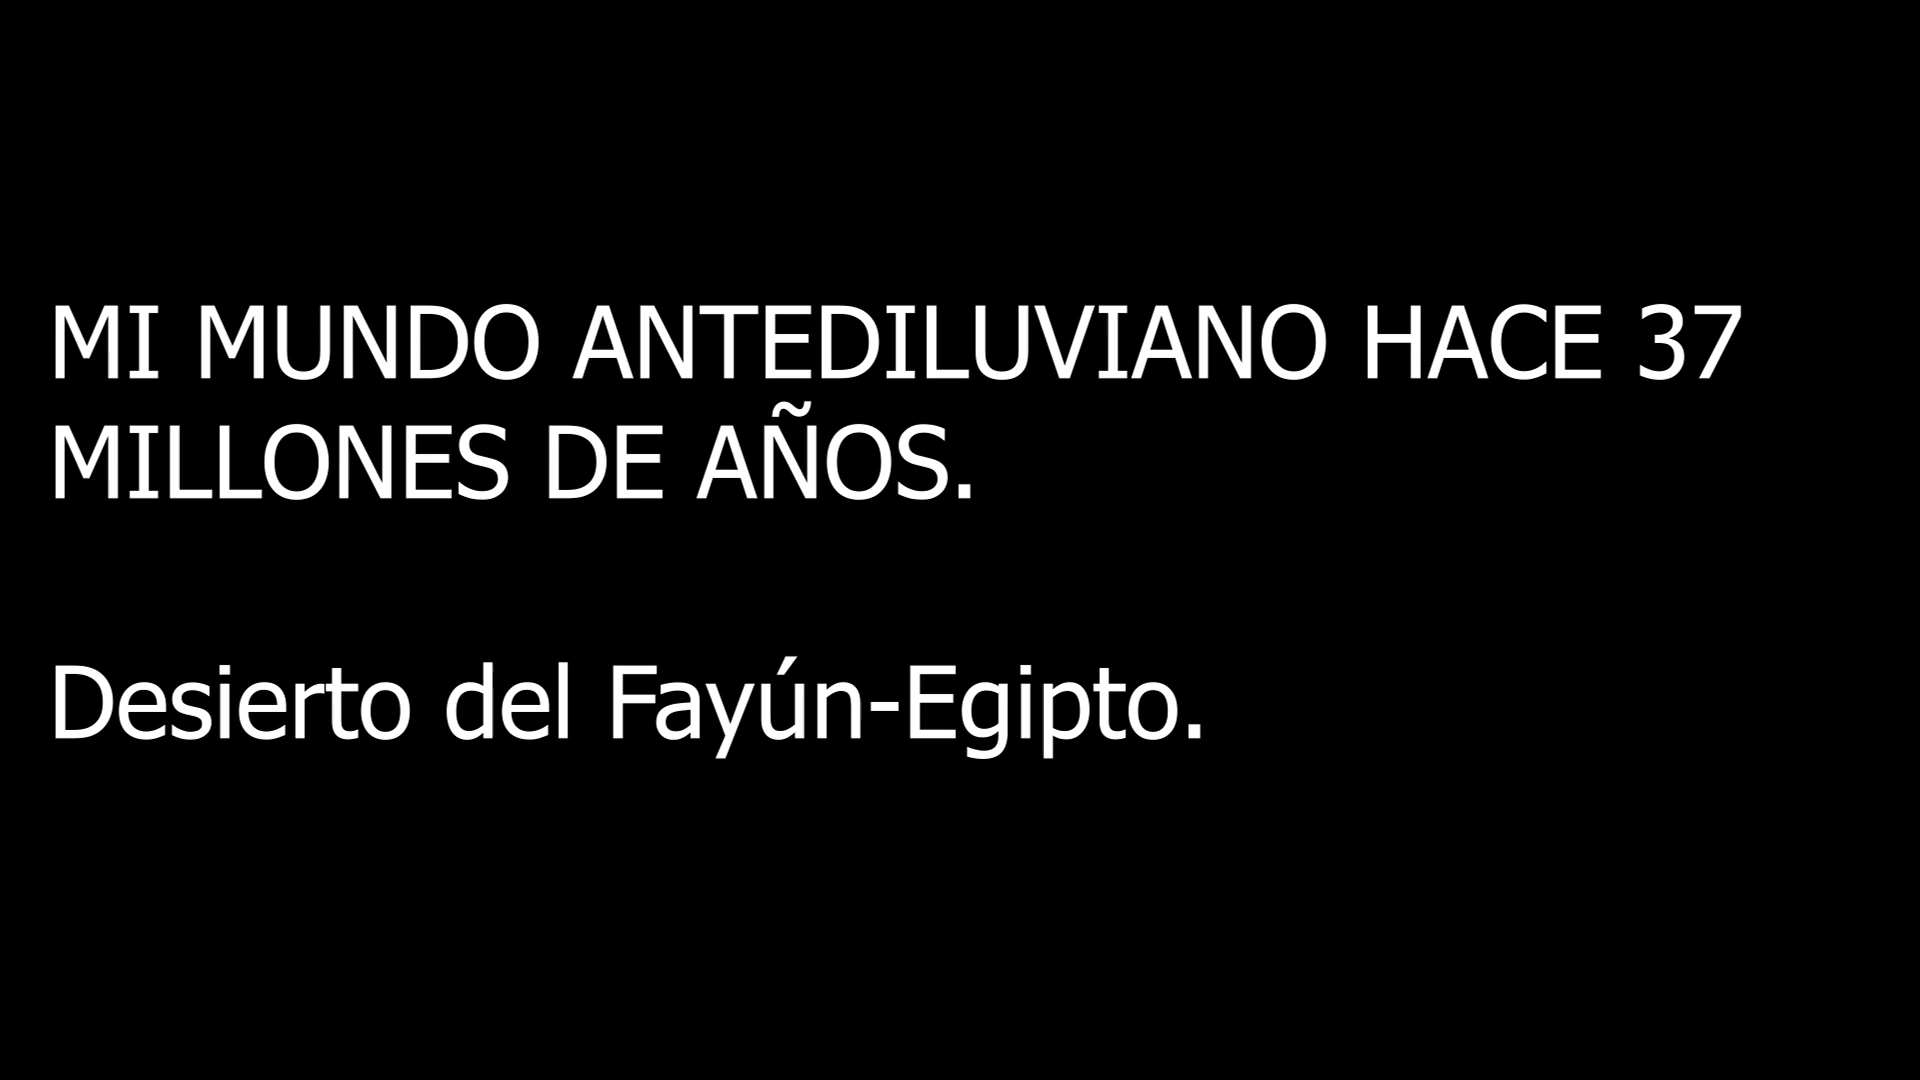 MI MUNDO ANTEDILUVIANO HACE 37
MILLONES DE AÑOS.
Desierto del Fayún-Egipto.